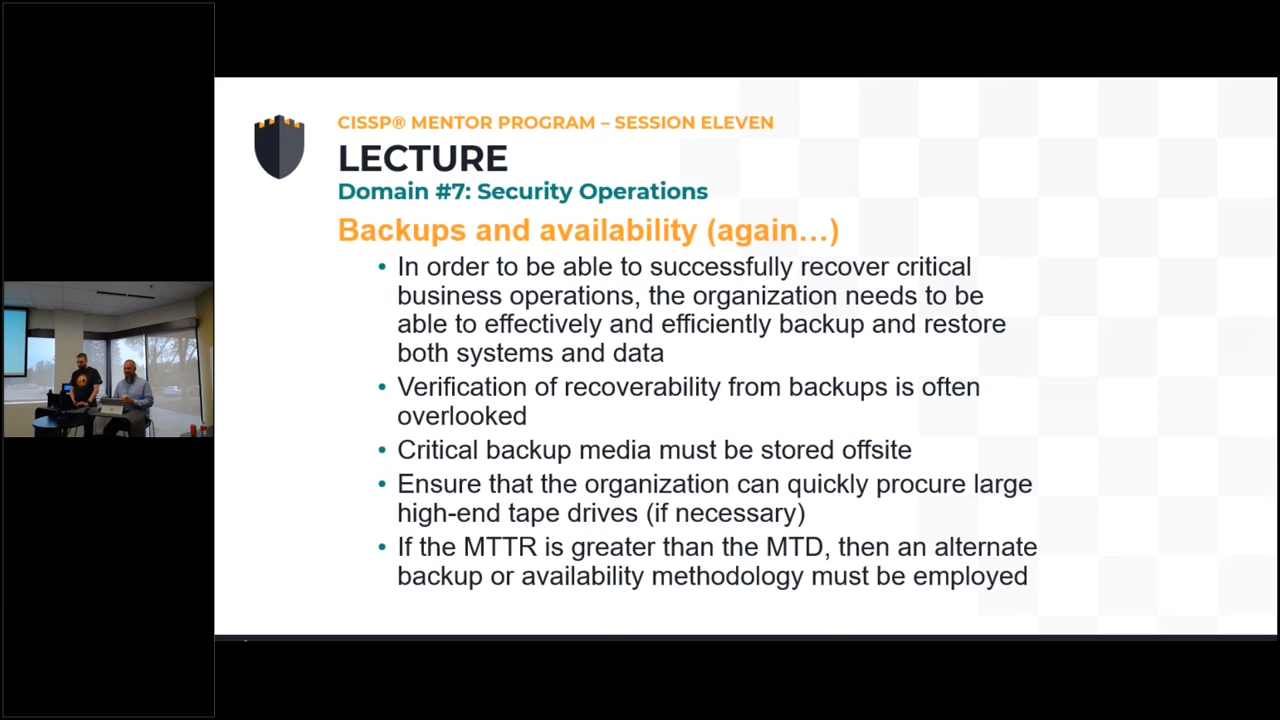 CISSP® MENTOR PROGRAM – SESSION ELEVEN
LECTURE
Domain #7: Security Operations
Backups and availability (again…)
• In order to be able to successfully recover critical
business operations, the organization needs to be
able to effectively and efficiently backup and restore
both systems and data
• Verification of recoverability from backups is often
overlooked
• Critical backup media must be stored offsite
• Ensure that the organization can quickly procure large
high-end tape drives (if necessary)
• If the MTTR is greater than the MTD, then an alternate
backup or availability methodology must be employed